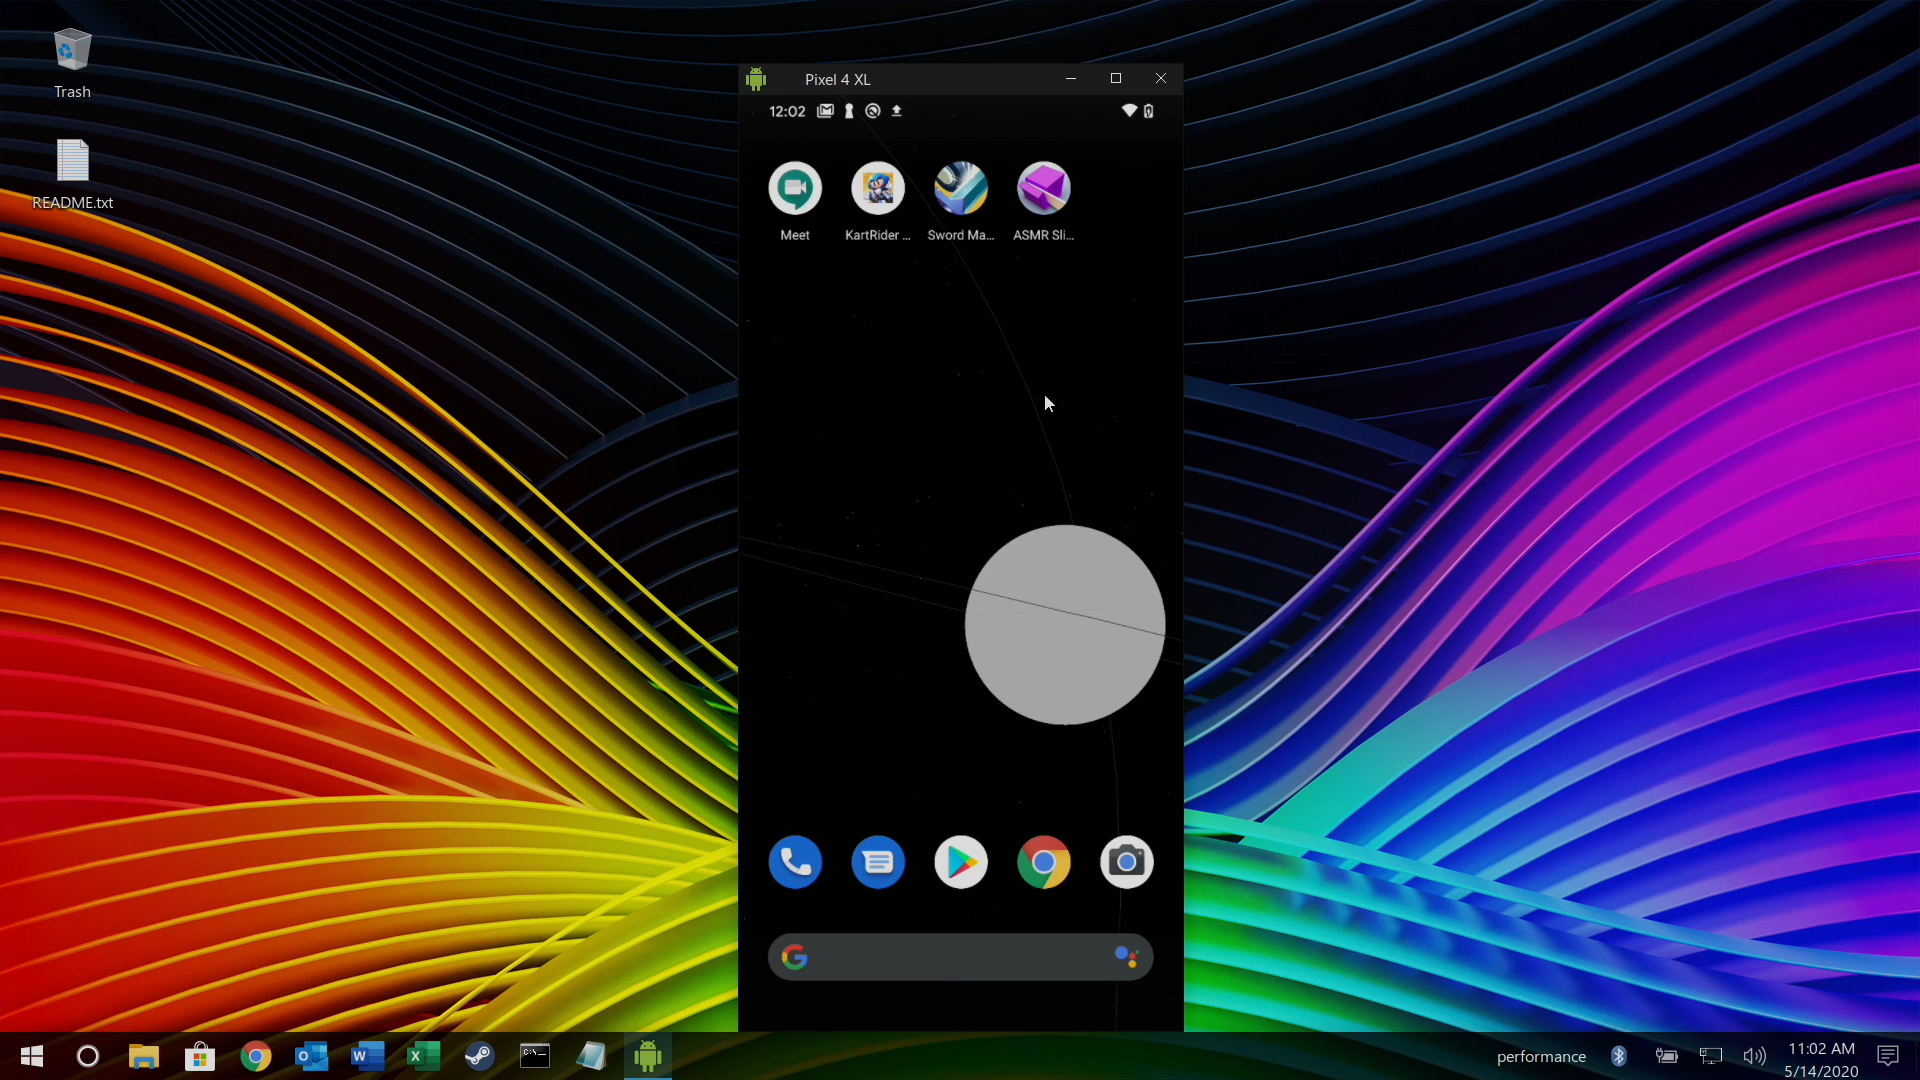 Trash
README.txt
Pixel 4 XL
12:02
Meet
KartRider ...
Sword Ma...
ASMR Sli...
performance
11:02 AM
5/14/2020